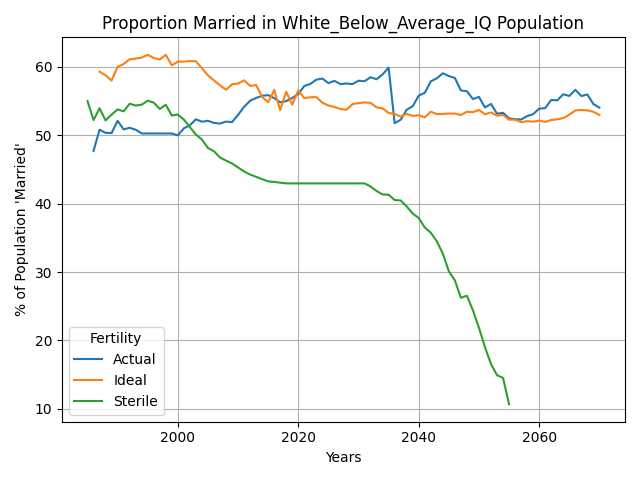 Proportion Married in White_Below_Average_IQ Population
% of Population 'Married'
60
50
40
30
20
10
Fertility
Actual
Ideal
Sterile
2000 2020 2040 2060
Years